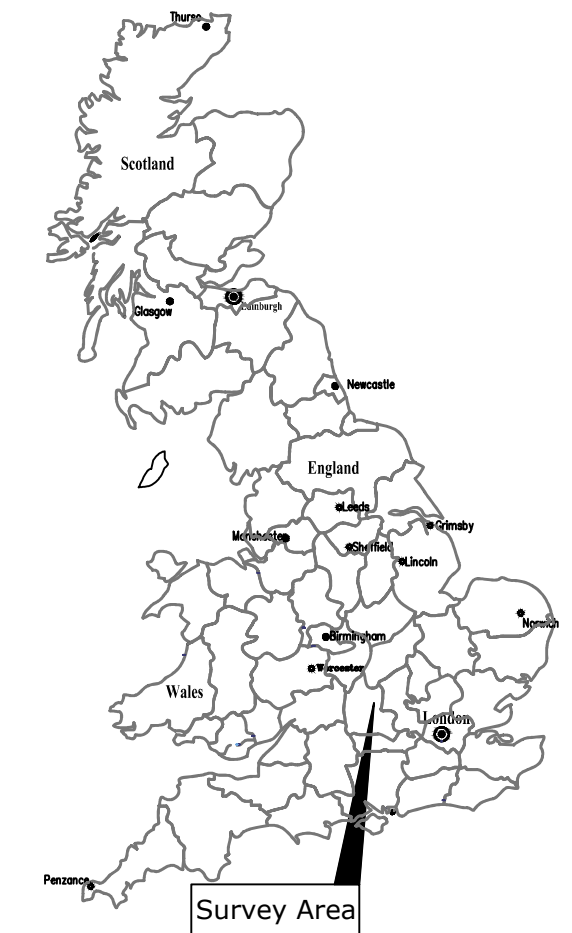 Thurso
Scotland
Edinburgh
Glasgow
Newcastle
England
Leeds
Grimsby
Manchester
Sheffield
Lincoln
Norwich
Birmingham
Worcester
Wales
London
Penzance
Survey Area